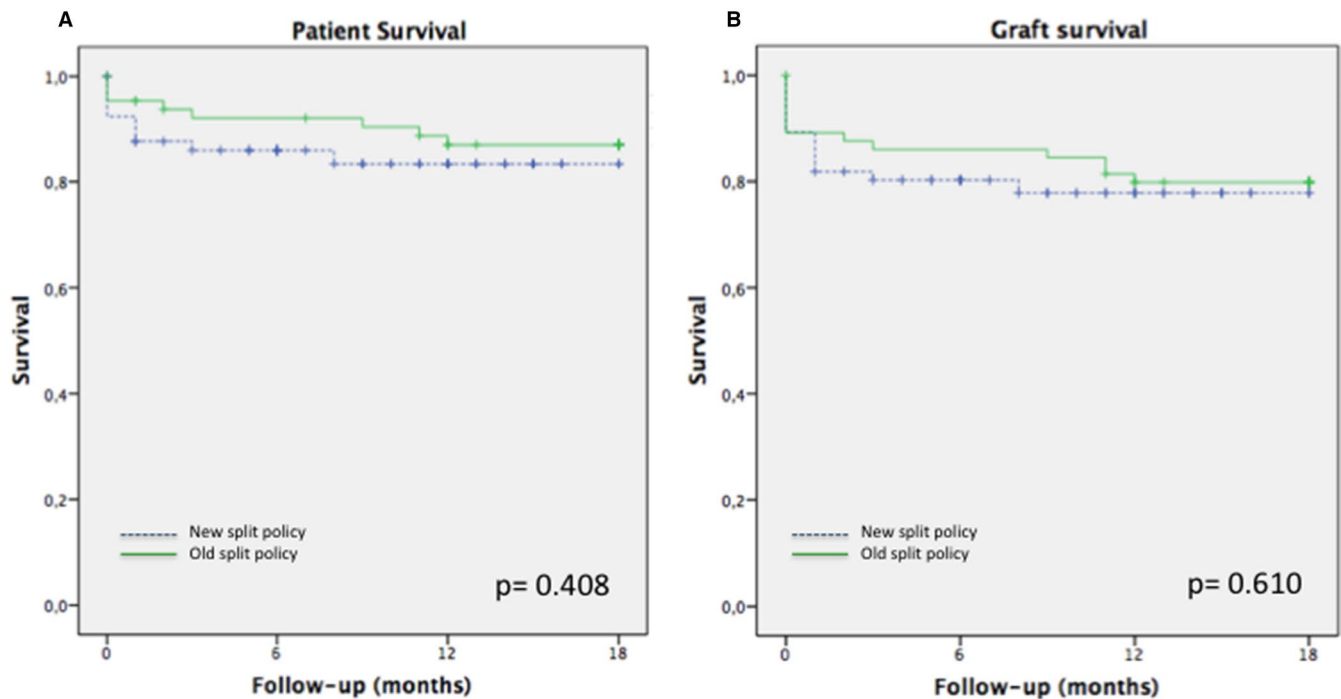 A
Patient Survival
1,0
0,8
0,6
0,4
0,2
0,0
Survival
New split policy
Old split policy
p= 0.408
0 6 12 18
Follow-up (months)
B
Graft survival
1,0
0,8
0,6
0,4
0,2
0,0
Survival
New split policy
Old split policy
p= 0.610
0 6 12 18
Follow-up (months)